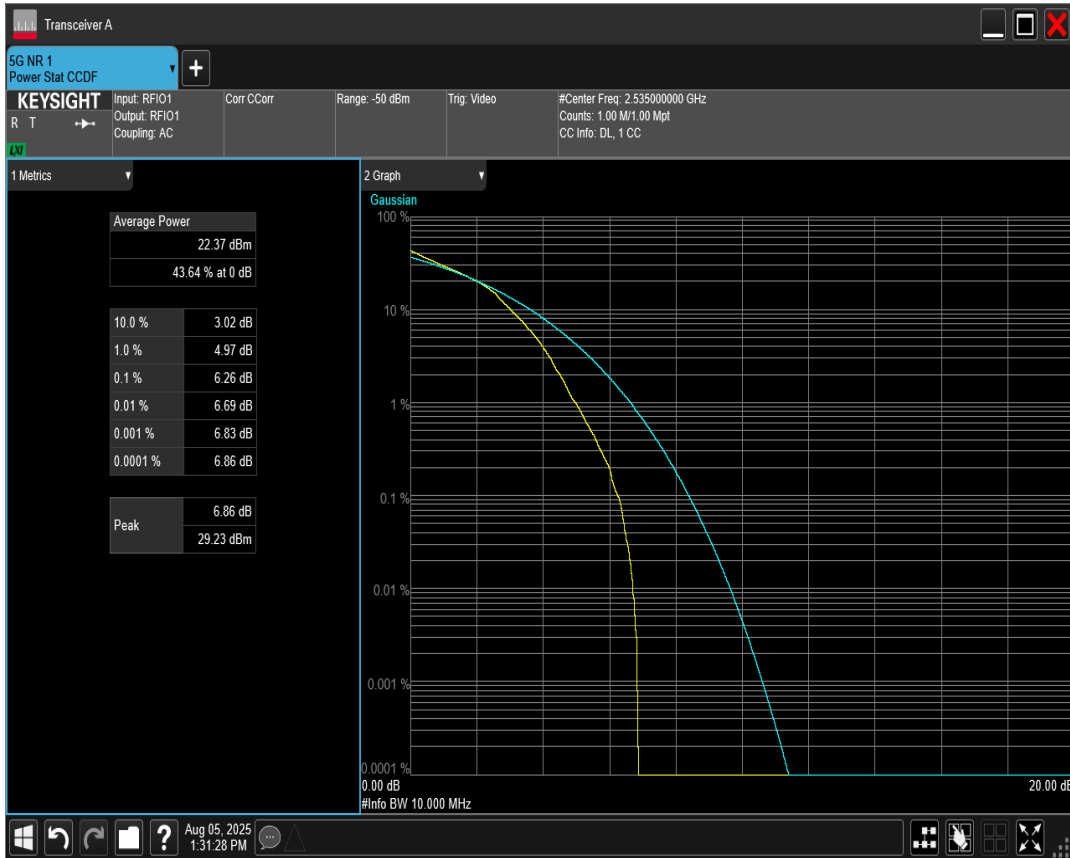 Transceiver A
5G NR 1
Power Stat CCDF
+
KEYSIGHT
R T
LXI
Input: RFIO1
Output: RFIO1
Coupling: AC
Corr CCorr
Range: -50 dBm
Trig: Video
#Center Freq: 2.535000000 GHz
Counts: 1.00 M/1.00 Mpt
CC Info: DL, 1 CC
1 Metrics
Average Power
22.37 dBm
43.64 % at 0 dB
10.0 % 3.02 dB
1.0 % 4.97 dB
0.1 % 6.26 dB
0.01 % 6.69 dB
0.001 % 6.83 dB
0.0001 % 6.86 dB
Peak
6.86 dB
29.23 dBm
2 Graph
Gaussian
100 %
10 %
1 %
0.1 %
0.01 %
0.001 %
0.0001 %
0.00 dB
20.00 dB
#Info BW 10.000 MHz
?
Aug 05, 2025
1:31:28 PM